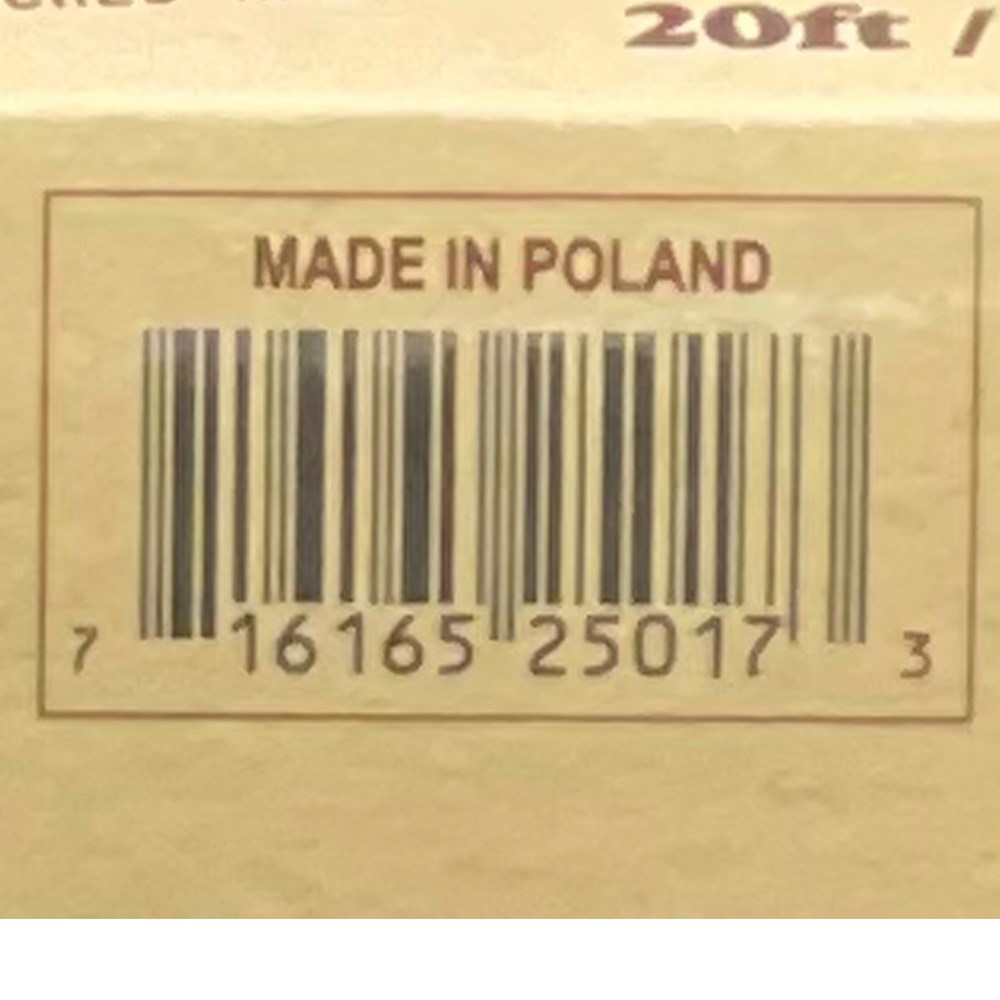 20ft /
MADE IN POLAND
7 16165 25017 3